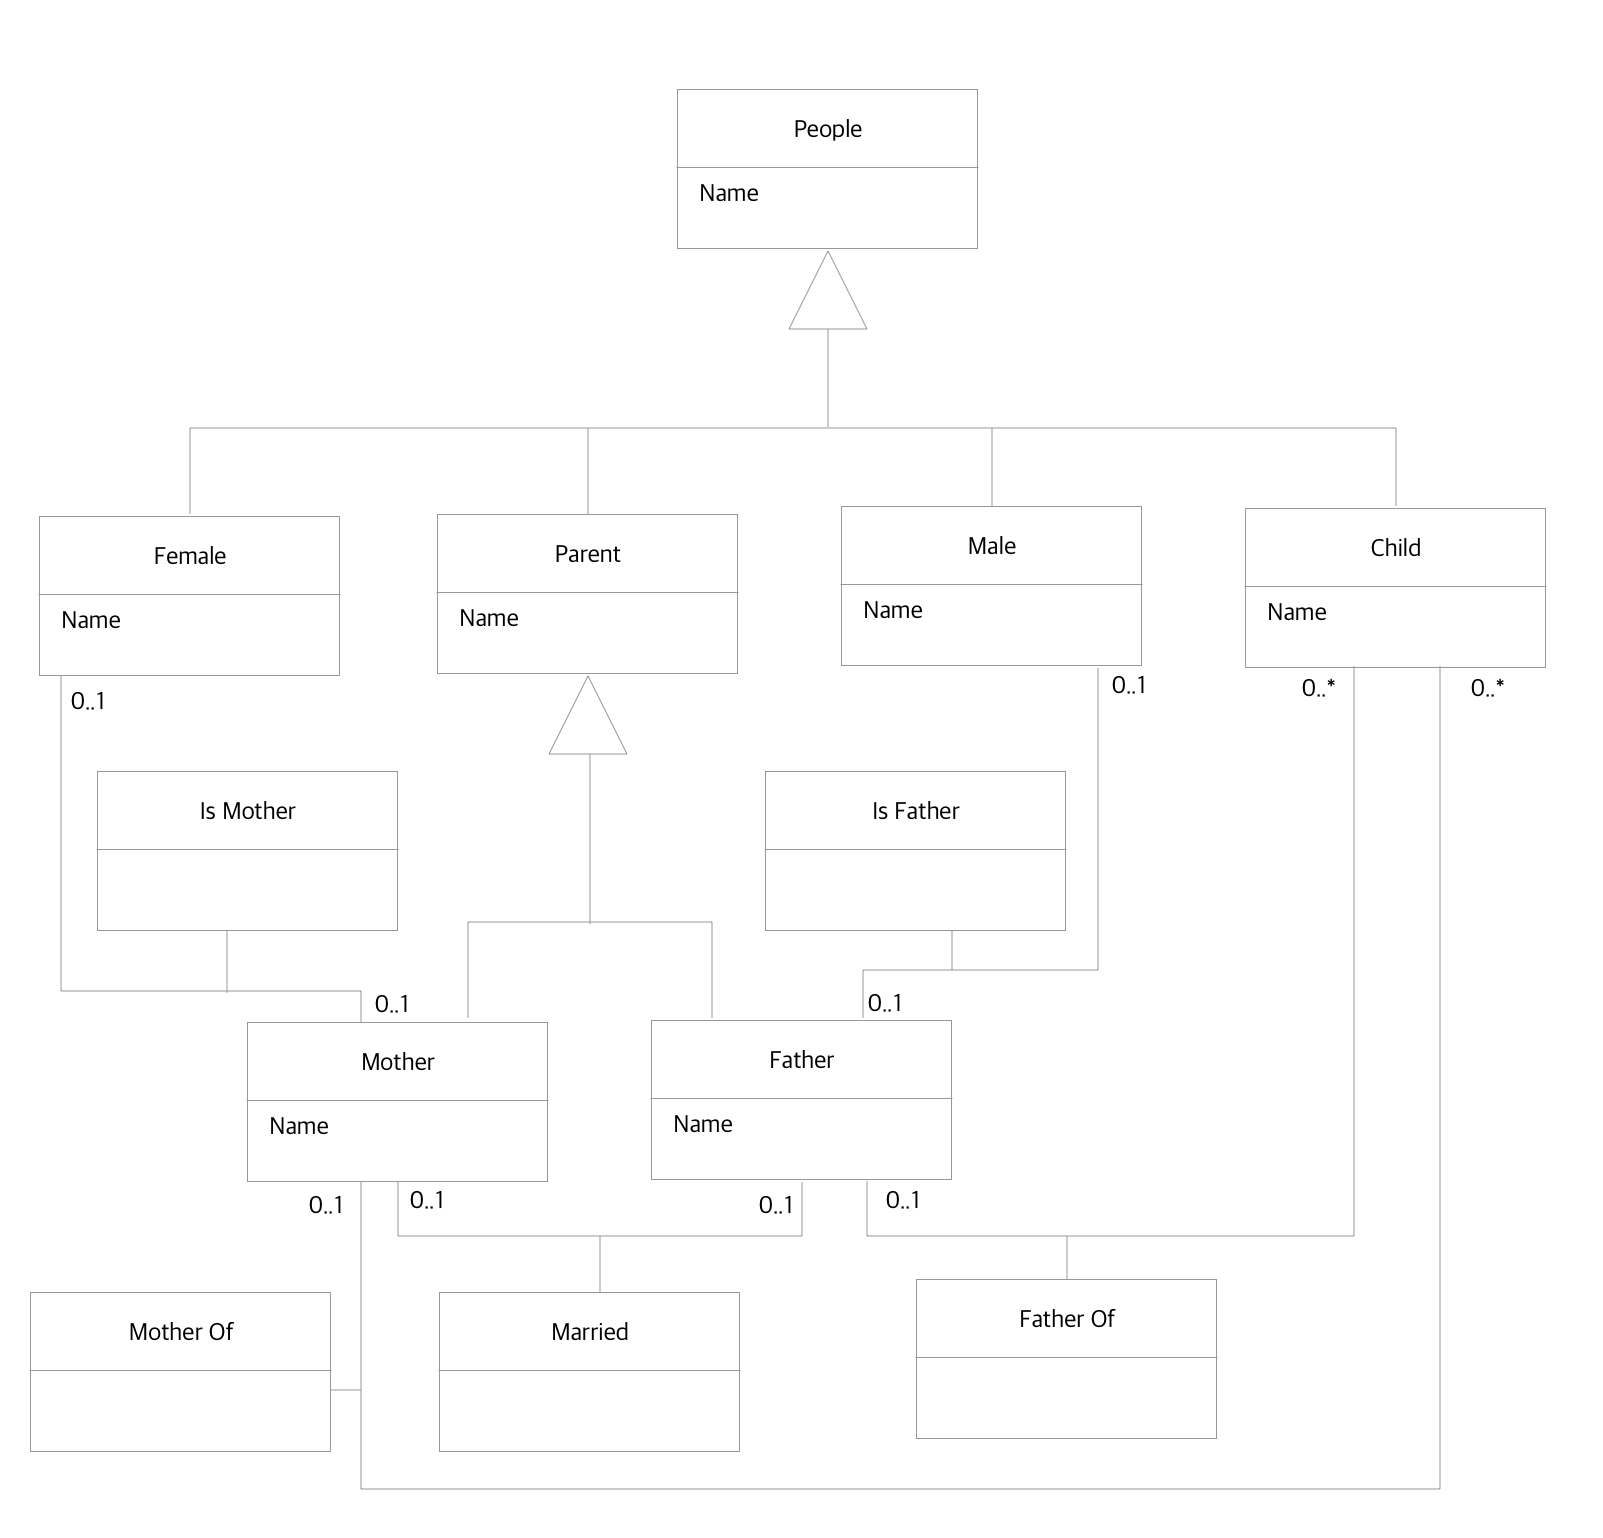 People
Name
Female
Name
Parent
Name
Male
Name
Child
Name
0..1
0..1
0..*
0..*
Is Mother
Is Father
0..1
0..1
Mother
Name
Father
Name
0..1
0..1
0..1
0..1
Mother Of
Married
Father Of